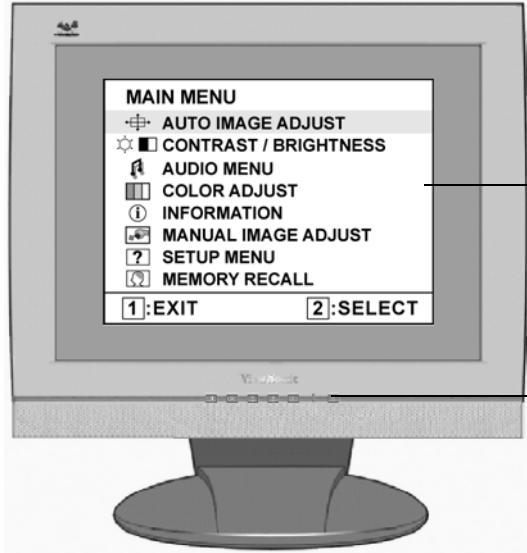 MAIN MENU
AUTO IMAGE ADJUST
CONTRAST / BRIGHTNESS
AUDIO MENU
COLOR ADJUST
INFORMATION
MANUAL IMAGE ADJUST
? SETUP MENU
MEMORY RECALL
1:EXIT 2:SELECT
ViewSonic